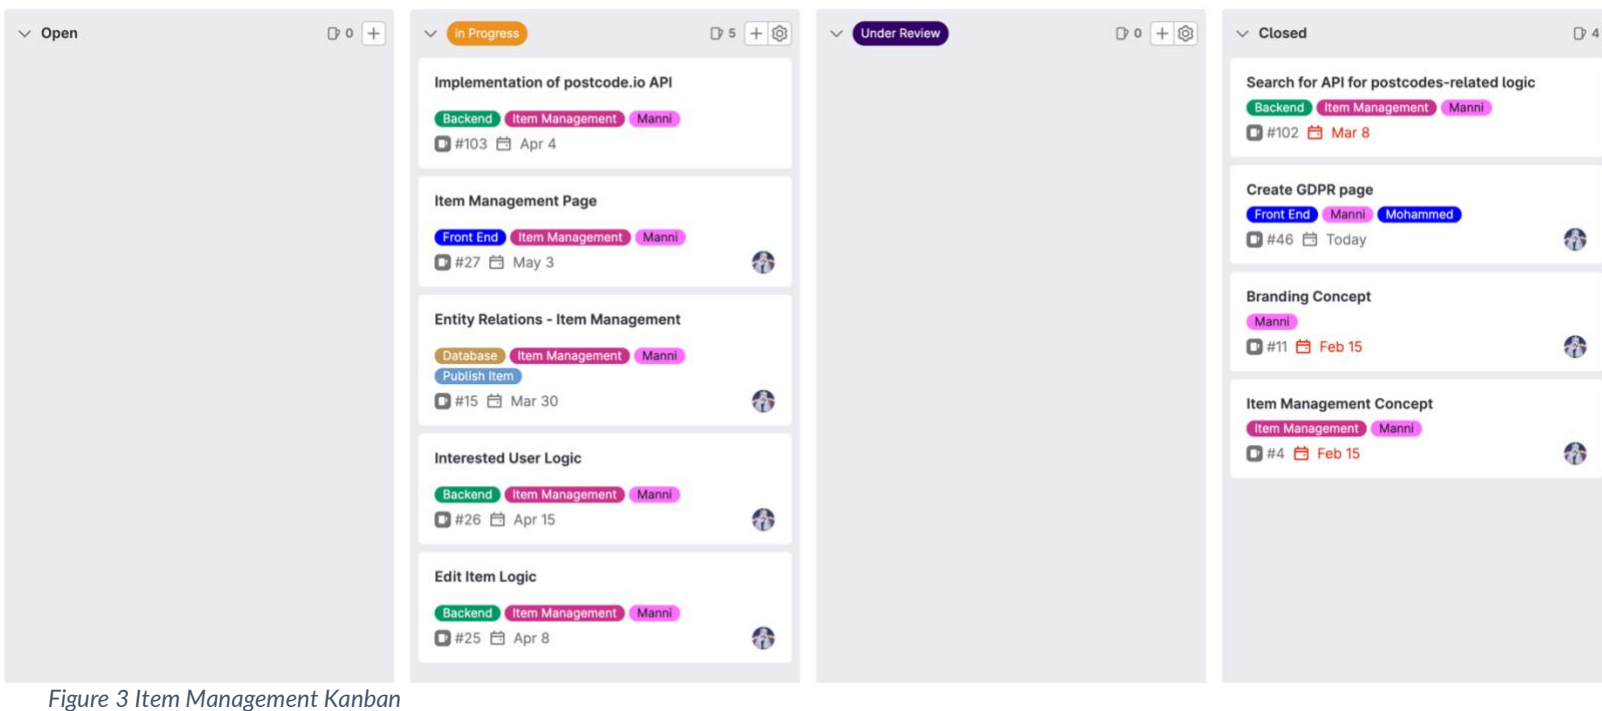 Open 0
In Progress 5
Implementation of postcode.io API
Backend Item Management Manni
#103 Apr 4
Item Management Page
Front End Item Management Manni
#27 May 3
Entity Relations - Item Management
Database Item Management Manni
Publish Item
#15 Mar 30
Interested User Logic
Backend Item Management Manni
#26 Apr 15
Edit Item Logic
Backend Item Management Manni
#25 Apr 8
Under Review 0
Closed 4
Search for API for postcodes-related logic
Backend Item Management Manni
#102 Mar 8
Create GDPR page
Front End Manni Mohammed
#46 Today
Branding Concept
Manni
#11 Feb 15
Item Management Concept
Item Management Manni
#4 Feb 15
Figure 3 Item Management Kanban